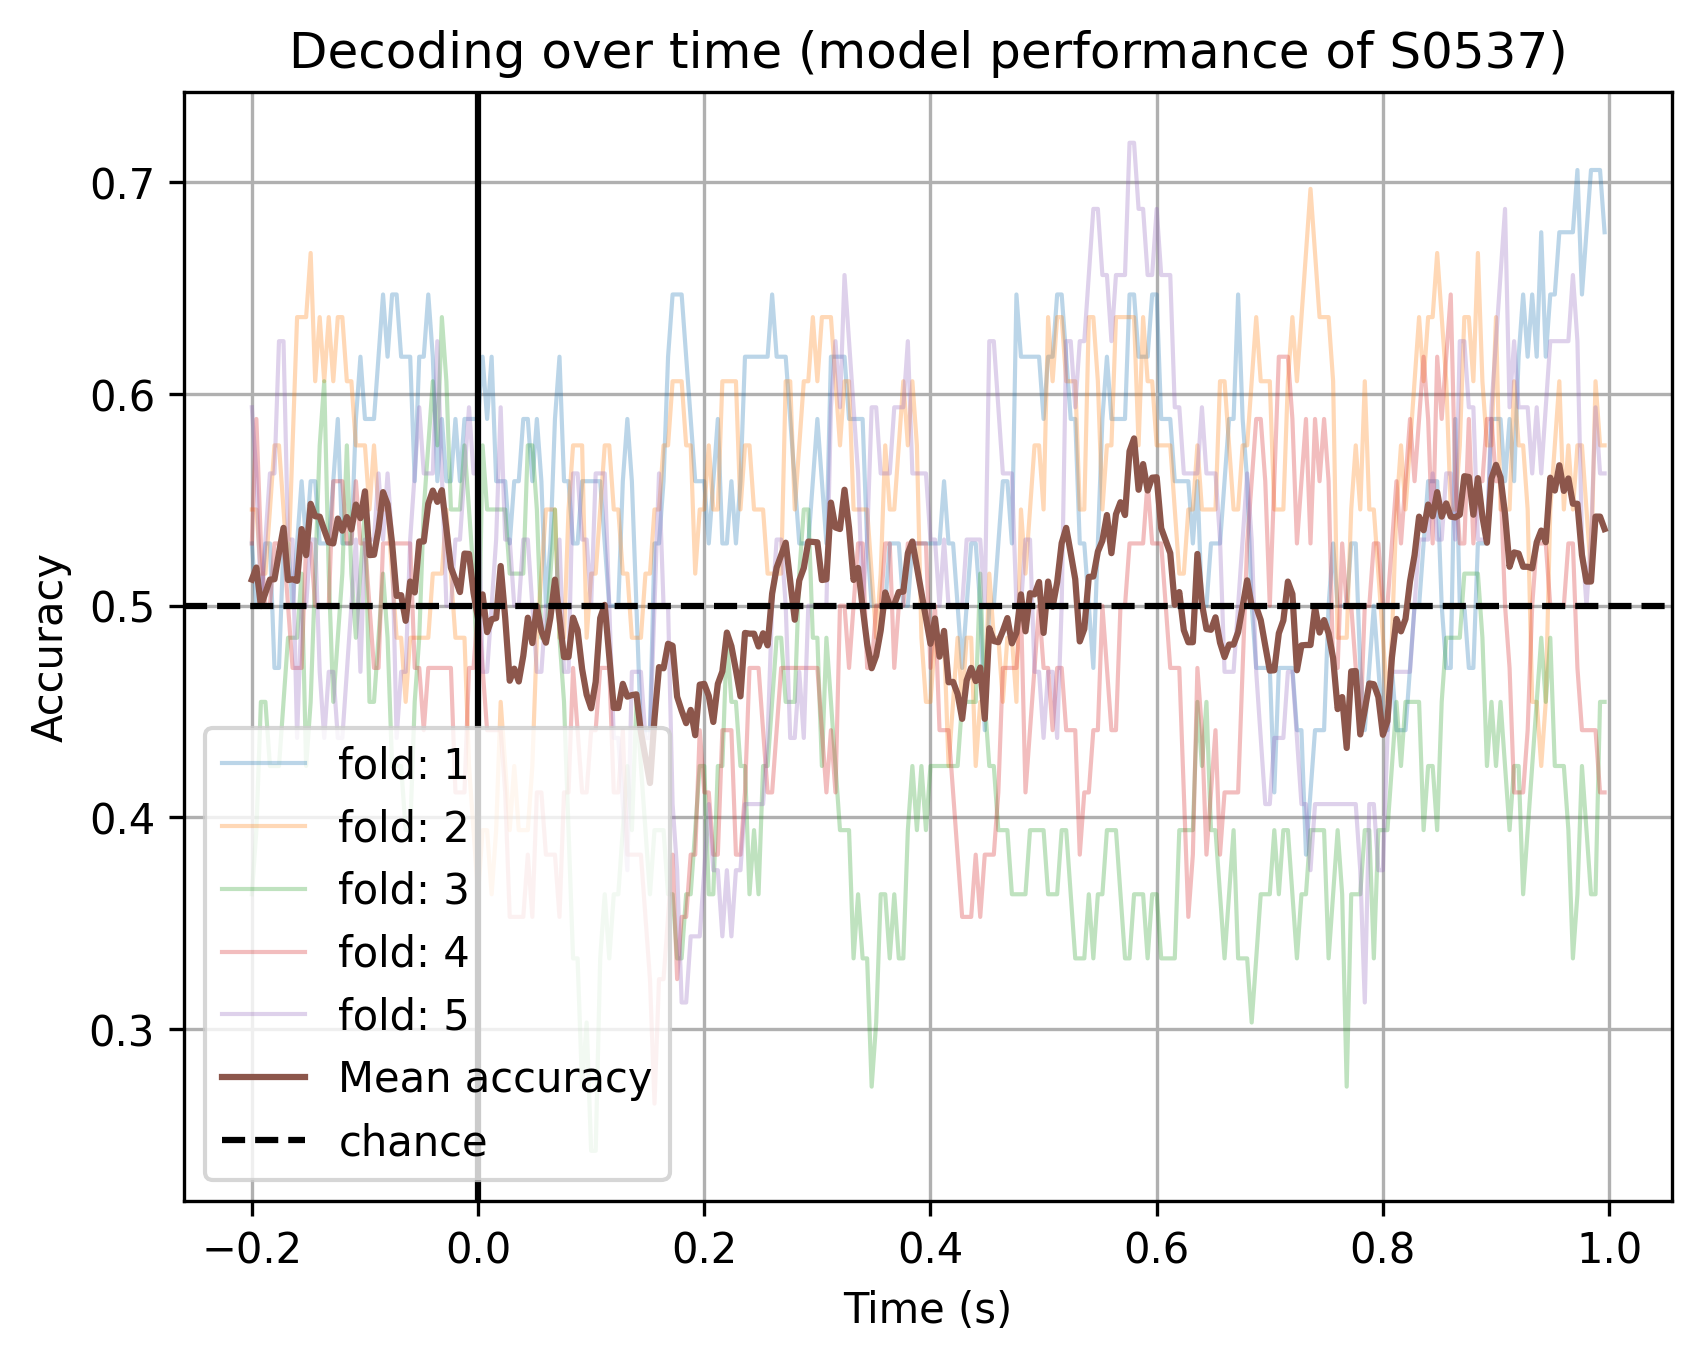 Decoding over time (model performance of S0537)
Accuracy
0.7
0.6
0.5
0.4
0.3
fold: 1
fold: 2
fold: 3
fold: 4
fold: 5
Mean accuracy
chance
−0.2 0.0 0.2 0.4 0.6 0.8 1.0
Time (s)